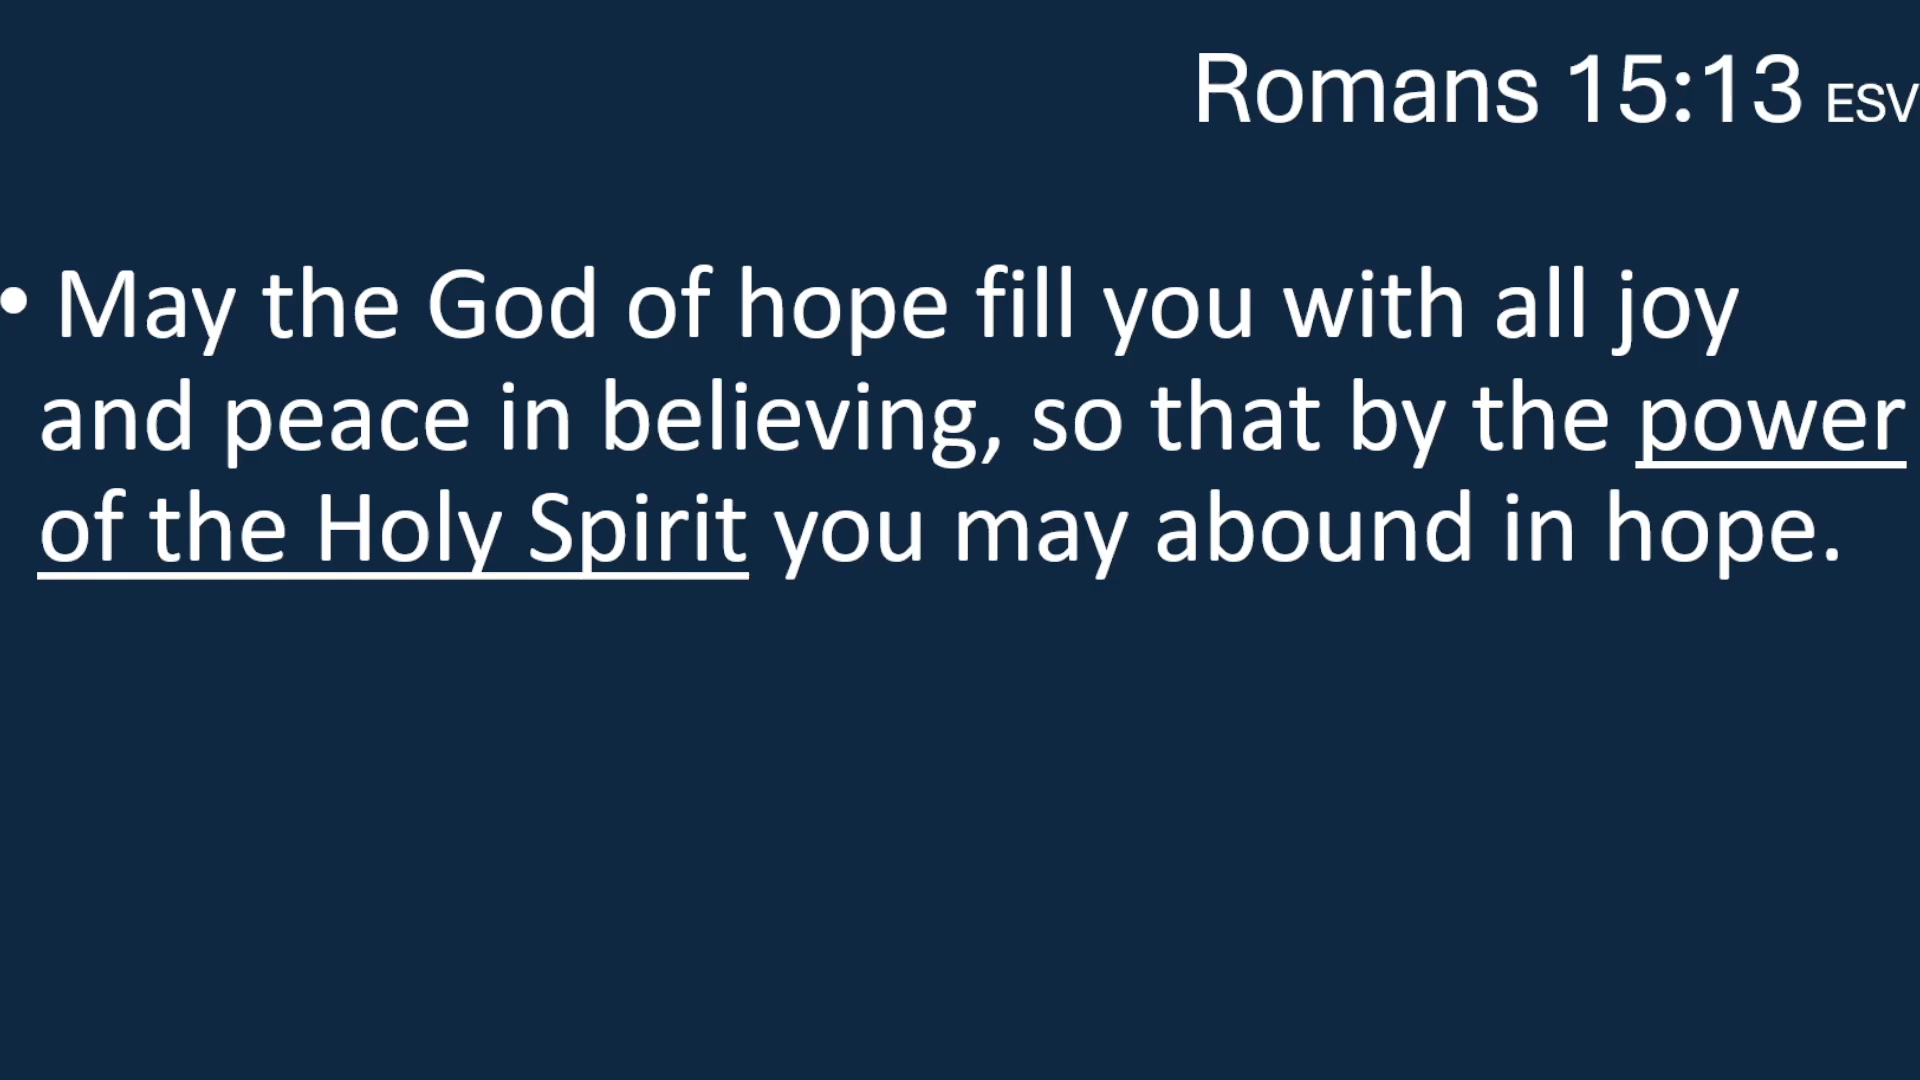 Romans 15:13 ESV
• May the God of hope fill you with all joy
and peace in believing, so that by the power
of the Holy Spirit you may abound in hope.